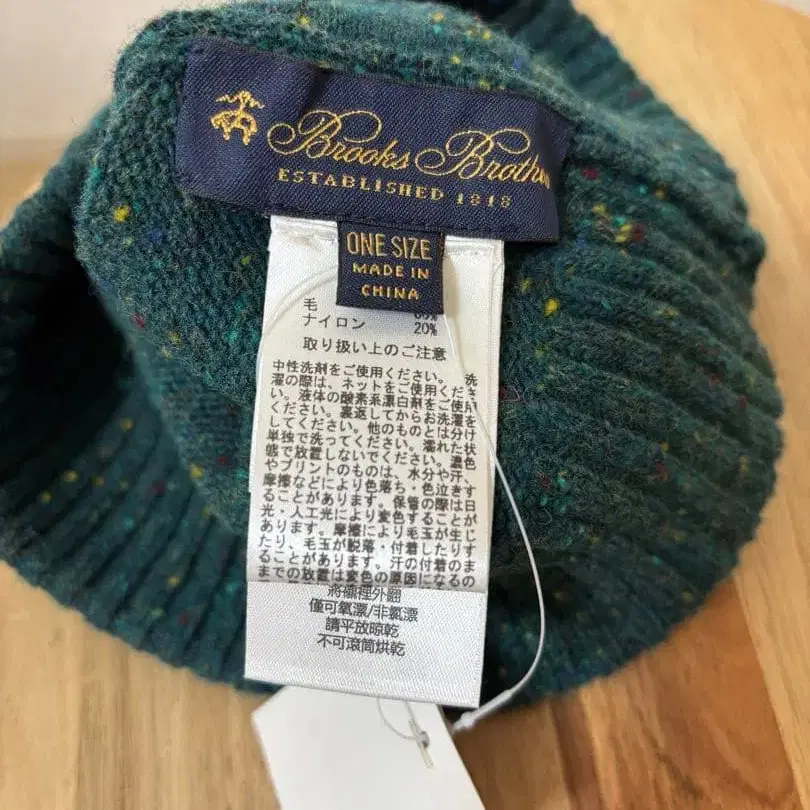 Brooks Brothers
ESTABLISHED 1818
ONE SIZE
MADE IN
CHINA
毛
ナイロン 20%
取り扱い上のご注意
中性洗剤をご使用ください。洗
濯の際は、ネットをご使用くださ
い。液体の酸素系漂白剤をご使用
ください。裏返してからお洗濯を
してください。他のものとは分け
単独で洗ってください。濡れた状
態で放置しないでください。濃色
やプリントのものは、水分や汗、
摩擦などにより色落ち・色泣きす
ることがあります。保管の際は日
光・人工光により変色することが
あります。摩擦により毛玉が生じ
たり、毛玉が脱落・付着したりす
ることがあります。汗の付着のま
までの放置は変色の原因になるの
將襠裡外翻
僅可氧漂/非氯漂
請平放晾乾
不可滾筒烘乾